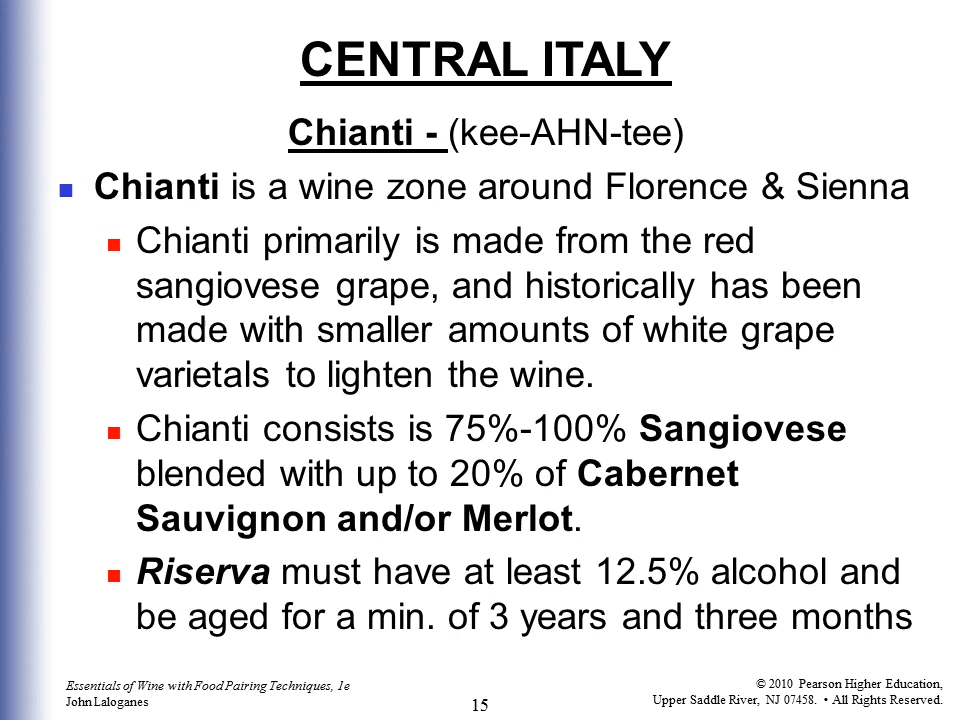 CENTRAL ITALY
Chianti - (kee-AHN-tee)
Chianti is a wine zone around Florence & Sienna
Chianti primarily is made from the red
sangiovese grape, and historically has been
made with smaller amounts of white grape
varietals to lighten the wine.
Chianti consists is 75%-100% Sangiovese
blended with up to 20% of Cabernet
Sauvignon and/or Merlot.
Riserva must have at least 12.5% alcohol and
be aged for a min. of 3 years and three months
Essentials of Wine with Food Pairing Techniques, 1e
John Laloganes
15
© 2010 Pearson Higher Education,
Upper Saddle River, NJ 07458. • All Rights Reserved.